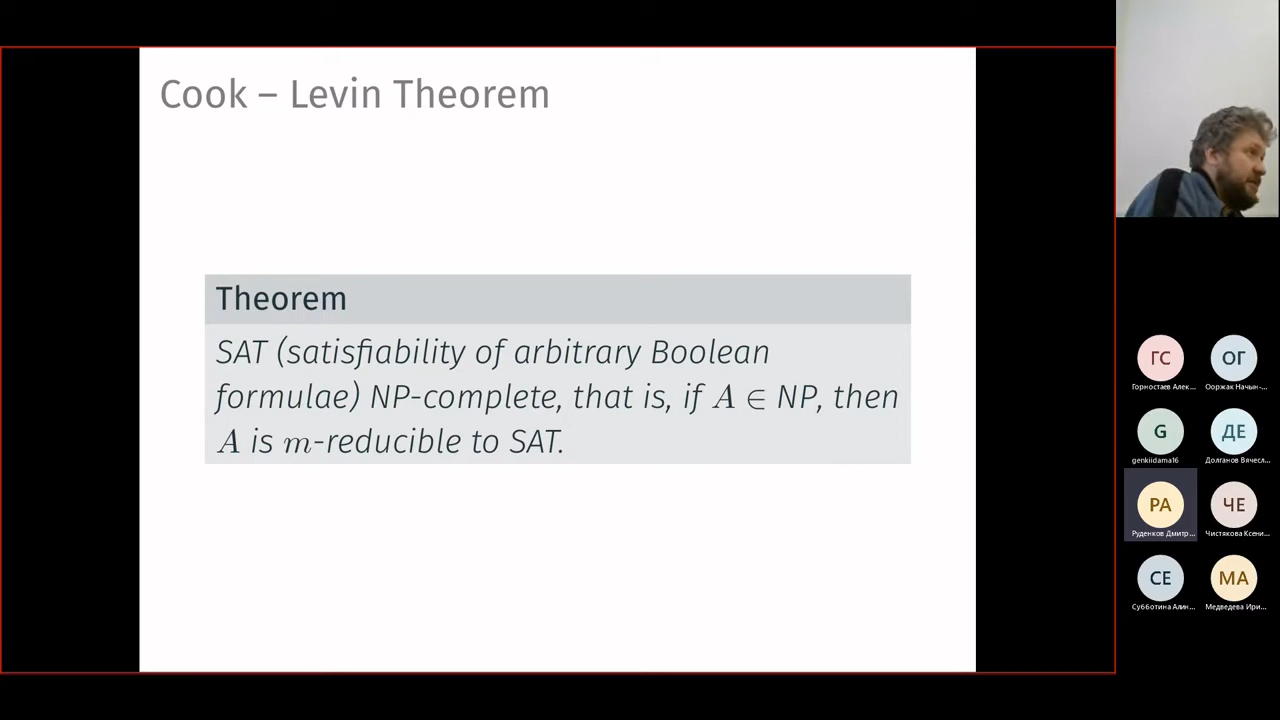 Cook – Levin Theorem
Theorem
SAT (satisfiability of arbitrary Boolean
formulae) NP-complete, that is, if A ∈ NP, then
A is m-reducible to SAT.
ГС
ОГ
Горностаев Алек...
Ооржак Начын-...
G
ДЕ
genkiidama16
Долганов Вячесл...
РА
ЧЕ
Руденков Дмитр...
Чистякова Ксени...
СЕ
МА
Субботина Алин...
Медведева Ири...